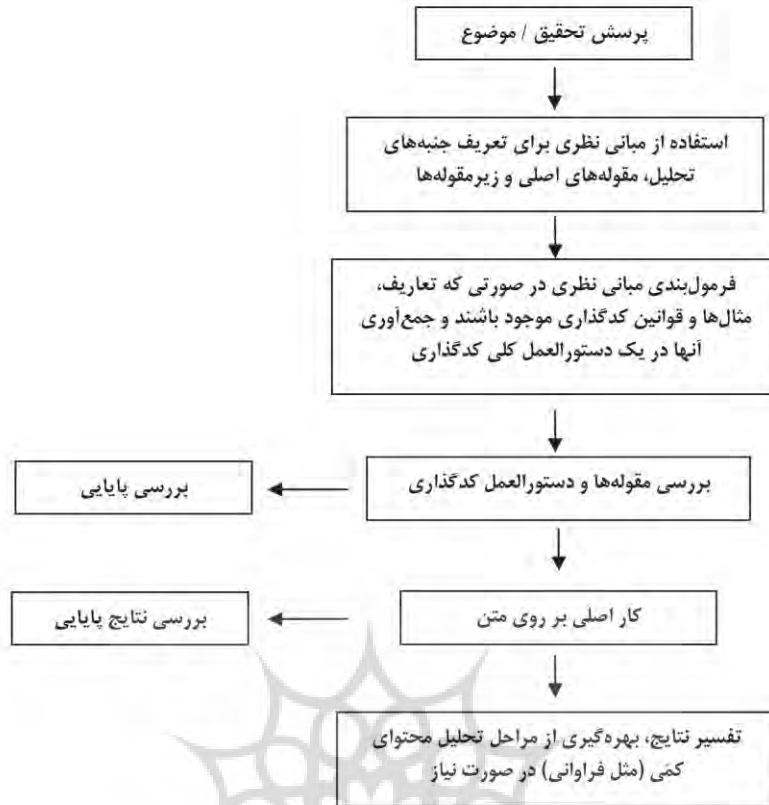 پرسش تحقیق / موضوع
استفاده از مبانی نظری برای تعریف جنبه‌های
تحلیل، مقوله‌های اصلی و زیرمقوله‌ها
فرمول‌بندی مبانی نظری در صورتی که تعاریف،
مثال‌ها و قوانین کدگذاری موجود باشند و جمع‌آوری
آنها در یک دستورالعمل کلی کدگذاری
بررسی مقوله‌ها و دستورالعمل کدگذاری
بررسی پایایی
کار اصلی بر روی متن
بررسی نتایج پایایی
تفسیر نتایج، بهره‌گیری از مراحل تحلیل محتوای
کمّی (مثل فراوانی) در صورت نیاز